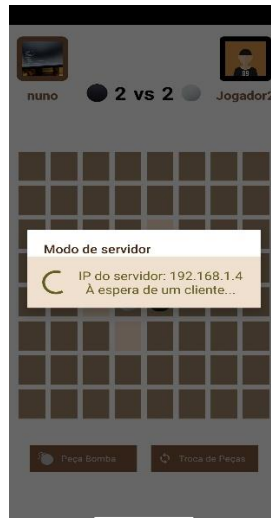 nuno
2 vs 2
Jogador2
Modo de servidor
IP do servidor: 192.168.1.4
À espera de um cliente...
Peça Bomba
Troca de Peças